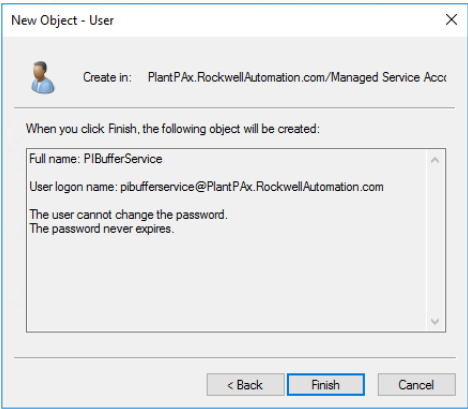 New Object - User
Create in: PlantPAx.RockwellAutomation.com/Managed Service Acco
When you click Finish, the following object will be created:
Full name: PIBufferService
User logon name: pibufferservice@PlantPAx.RockwellAutomation.com
The user cannot change the password.
The password never expires.
< Back Finish Cancel